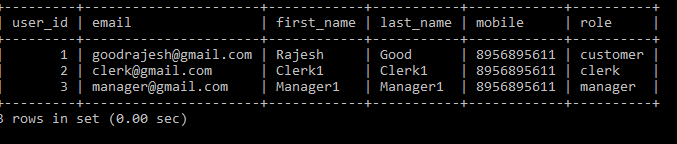 +---------+--------------------+------------+-----------+------------+----------+
| user_id | email              | first_name | last_name | mobile     | role     |
+---------+--------------------+------------+-----------+------------+----------+
|       1 | goodrajesh@gmail.com | Rajesh     | Good      | 8956895611 | customer |
|       2 | clerk@gmail.com    | Clerk1     | Clerk1    | 8956895611 | clerk    |
|       3 | manager@gmail.com  | Manager1   | Manager1  | 8956895611 | manager  |
+---------+--------------------+------------+-----------+------------+----------+
3 rows in set (0.00 sec)